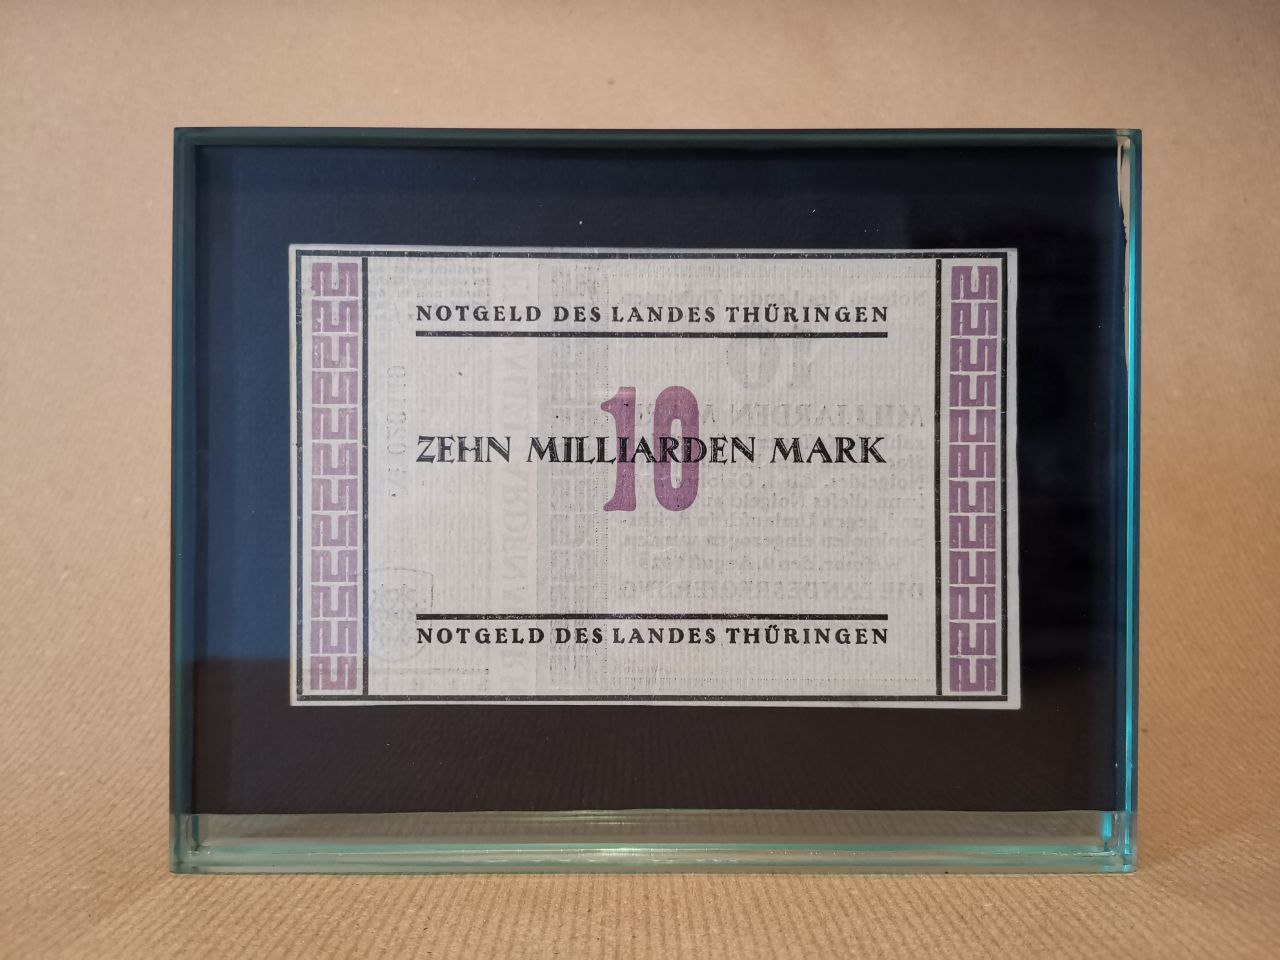 NOTGELD DES LANDES THÜRINGEN
10
ZEHN MILLIARDEN MARK
NOTGELD DES LANDES THÜRINGEN